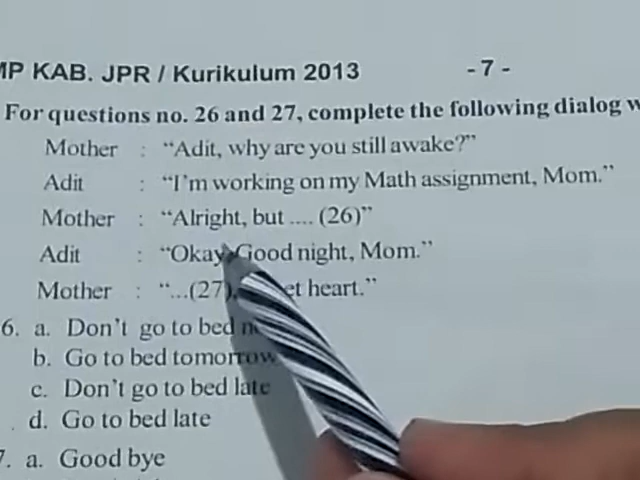 MP KAB. JPR / Kurikulum 2013 - 7 -
For questions no. 26 and 27, complete the following dialog
Mother : “Adit, why are you still awake?”
Adit : “I'm working on my Math assignment, Mom.”
Mother : “Alright, but .... (26)”
Adit : “Okay. Good night, Mom.”
Mother : “...(27), heart.”
6. a. Don't go to bed
b. Go to bed tomorrow
c. Don't go to bed late
d. Go to bed late
7. a. Good bye